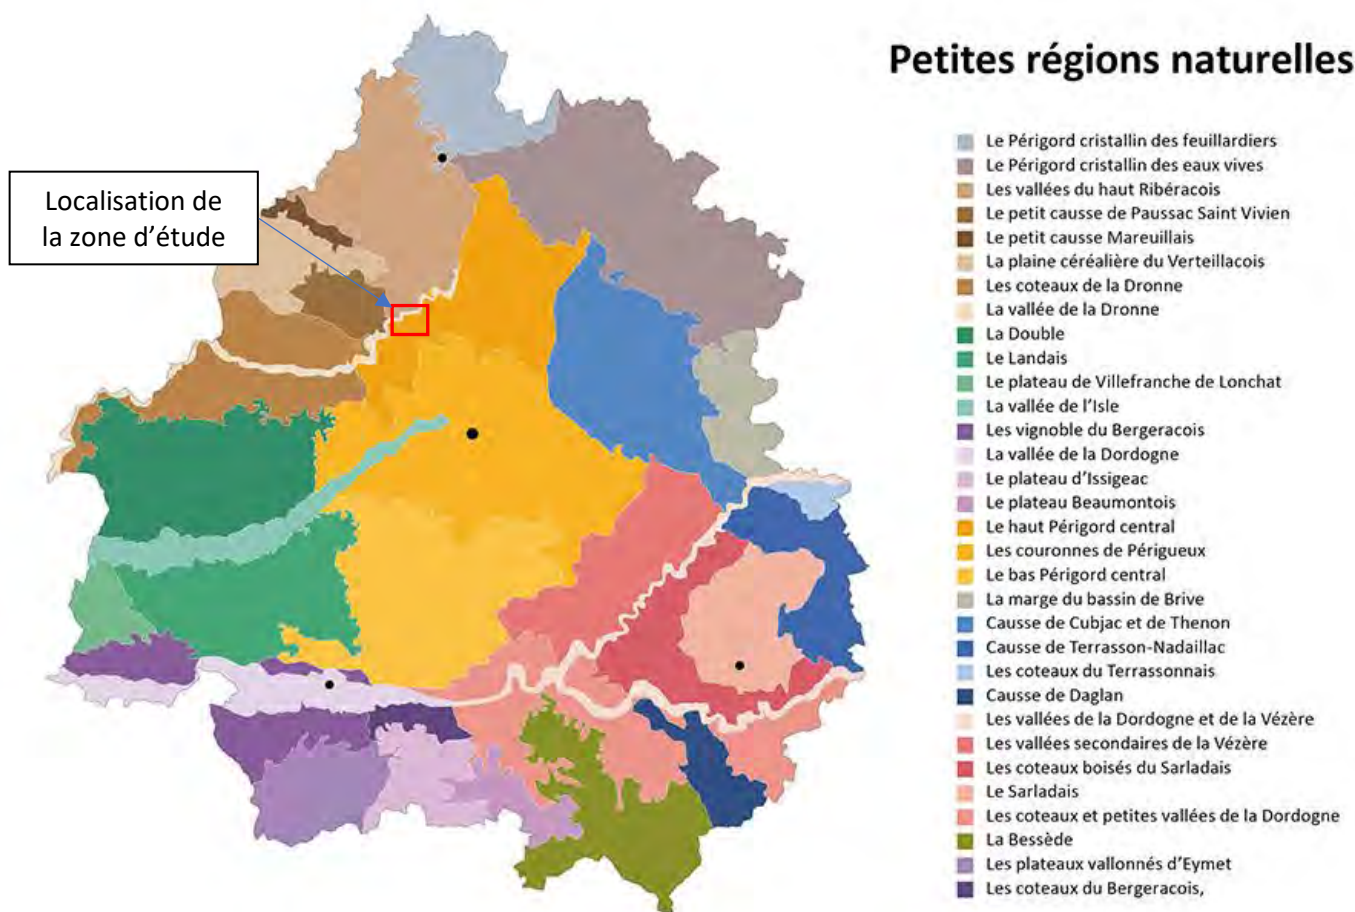 Petites régions naturelles
Localisation de
la zone d’étude
Le Périgord cristallin des feuillardiers
Le Périgord cristallin des eaux vives
Les vallées du haut Ribéracois
Le petit causse de Paussac Saint Vivien
Le petit causse Mareuillais
La plaine céréalière du Verteillacois
Les coteaux de la Dronne
La vallée de la Dronne
La Double
Le Landais
Le plateau de Villefranche de Lonchat
La vallée de l’Isle
Les vignoble du Bergeracois
La vallée de la Dordogne
Le plateau d’Issigeac
Le plateau Beaumontois
Le haut Périgord central
Les couronnes de Périgueux
Le bas Périgord central
La marge du bassin de Brive
Causse de Cubjac et de Thenon
Causse de Terrasson-Nadaillac
Les coteaux du Terrassonnais
Causse de Daglan
Les vallées de la Dordogne et de la Vézère
Les vallées secondaires de la Vézère
Les coteaux boisés du Sarladais
Le Sarladais
Les coteaux et petites vallées de la Dordogne
La Bessède
Les plateaux vallonnés d’Eymet
Les coteaux du Bergeracois,